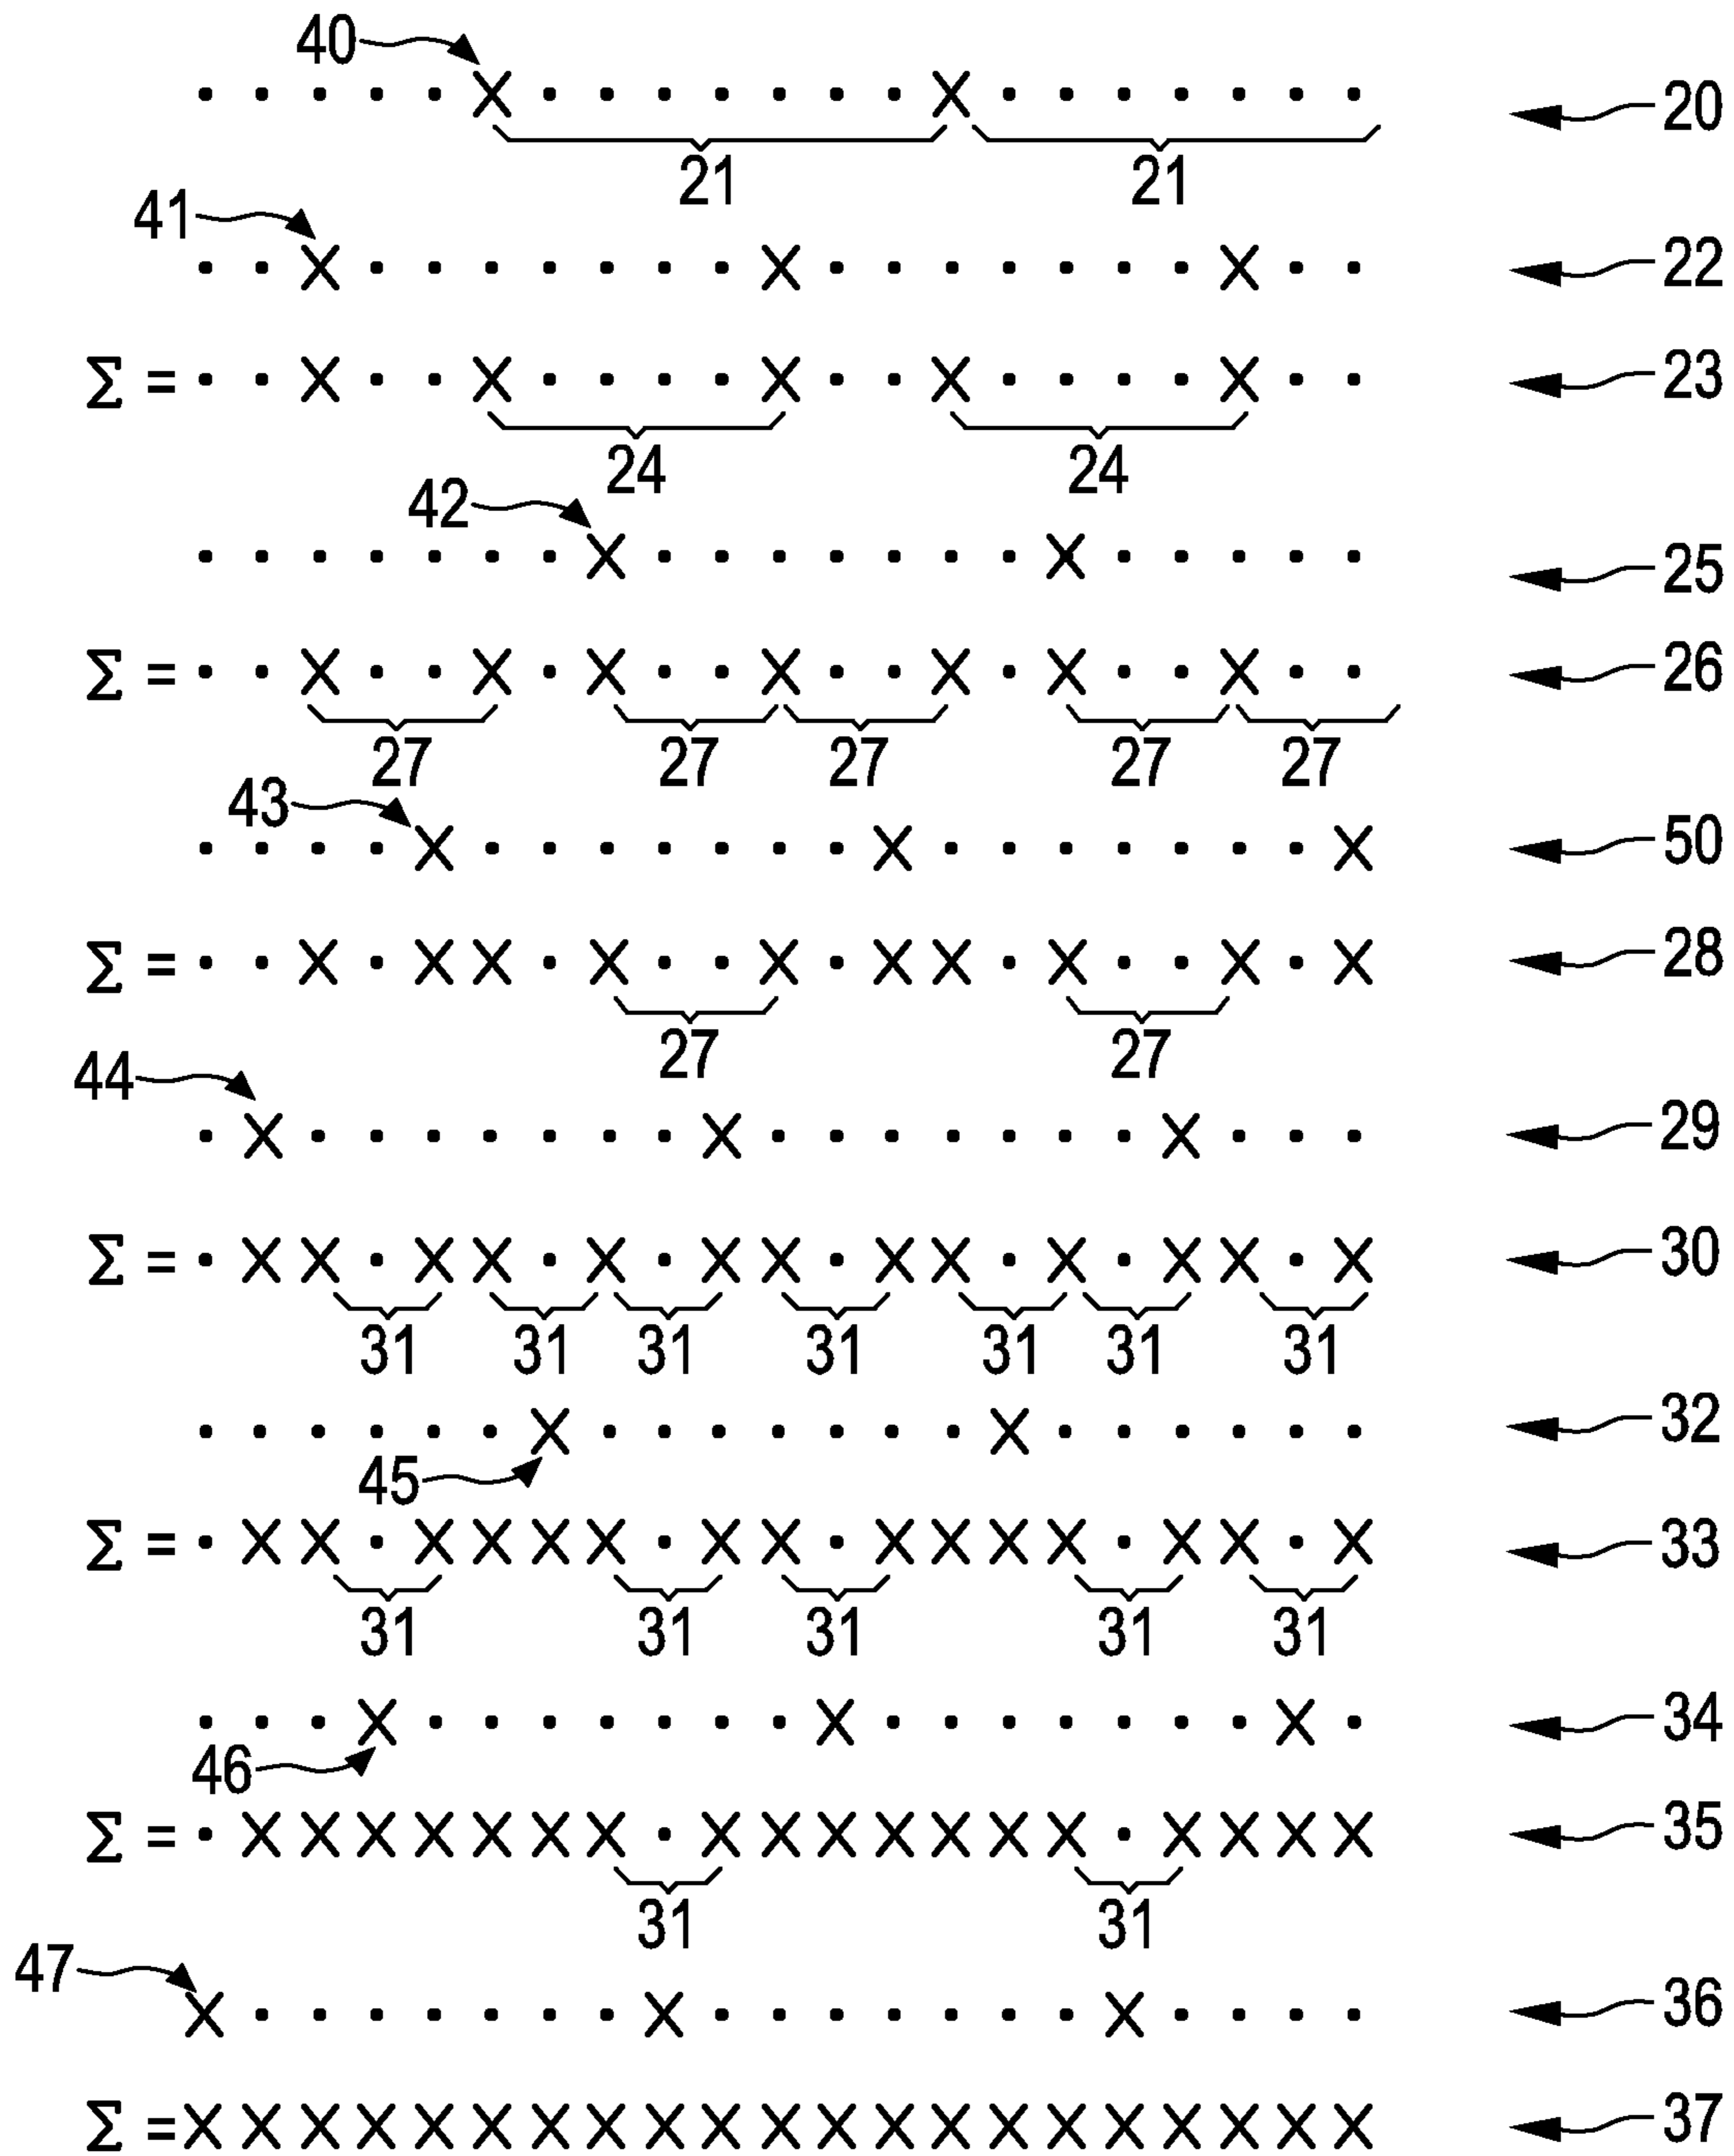 40
. . . . . X . . . . . . . X . . . . . . . 20
21 21
41
. . X . . . . . . . X . . . . . . . X . . 22
Σ = . . X . . X . . . . X . . X . . . . X . . 23
24 24
42
. . . . . . . X . . . . . . . X . . . . . 25
Σ = . . X . . X . X . . X . . X . X . . X . . 26
27 27 27 27 27
43
. . . . X . . . . . . . X . . . . . . . X 50
Σ = . . X . X X . X . . X . X X . X . . X . X 28
27 27
44
. X . . . . . . . X . . . . . . . X . . . 29
Σ = . X X . X X . X . X X . X X . X . X X . X 30
31 31 31 31 31 31 31
. . . . . . X . . . . . . . X . . . . . . 32
45
Σ = . X X . X X X X . X X . X X X X . X X . X 33
31 31 31 31 31
. . . X . . . . . . . X . . . . . . . X . 34
46
Σ = . X X X X X X X . X X X X X X X . X X X X 35
31 31
47
X . . . . . . . X . . . . . . . X . . . . 36
Σ = X X X X X X X X X X X X X X X X X X X X X 37